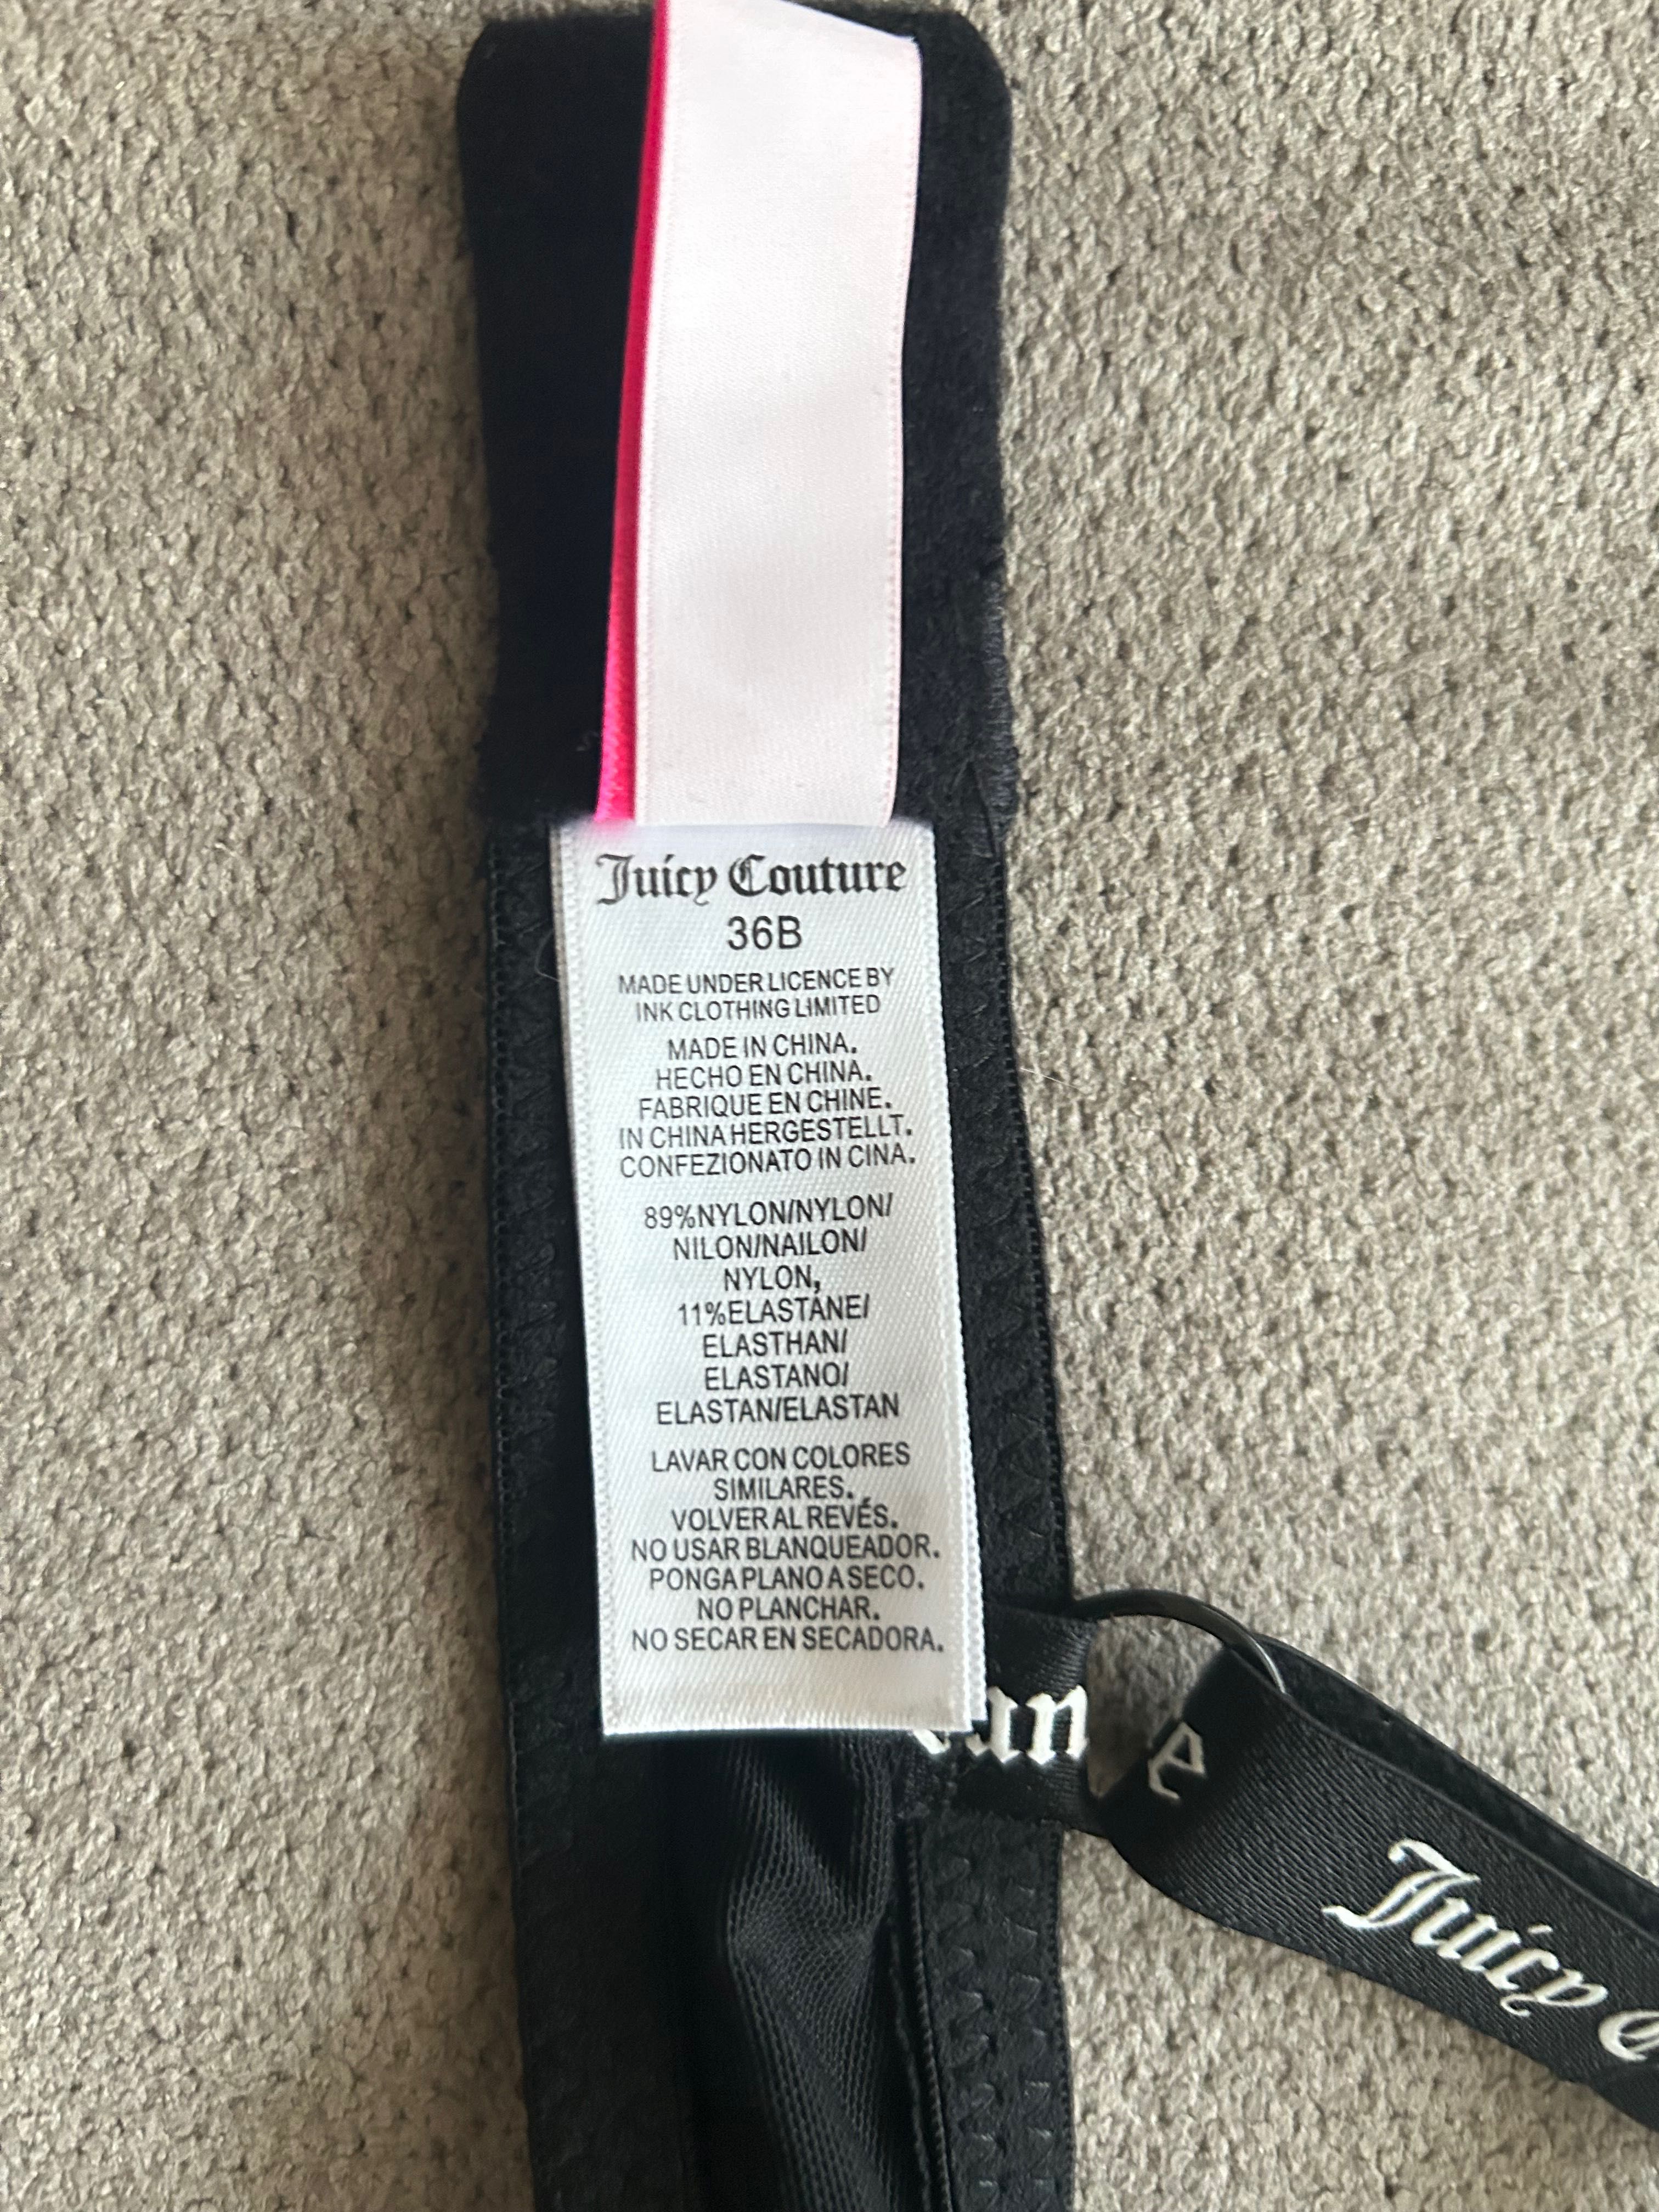 Juicy Couture
36B
MADE UNDER LICENCE BY
INK CLOTHING LIMITED
MADE IN CHINA.
HECHO EN CHINA.
FABRIQUE EN CHINE.
IN CHINA HERGESTELLT.
CONFEZIONATO IN CINA.
89%NYLON/NYLON/
NILON/NAILON/
NYLON,
11%ELASTANE/
ELASTHAN/
ELASTANO/
ELASTAN/ELASTAN
LAVAR CON COLORES
SIMILARES.
VOLVER AL REVÉS.
NO USAR BLANQUEADOR.
PONGA PLANO A SECO.
NO PLANCHAR.
NO SECAR EN SECADORA.
Juicy